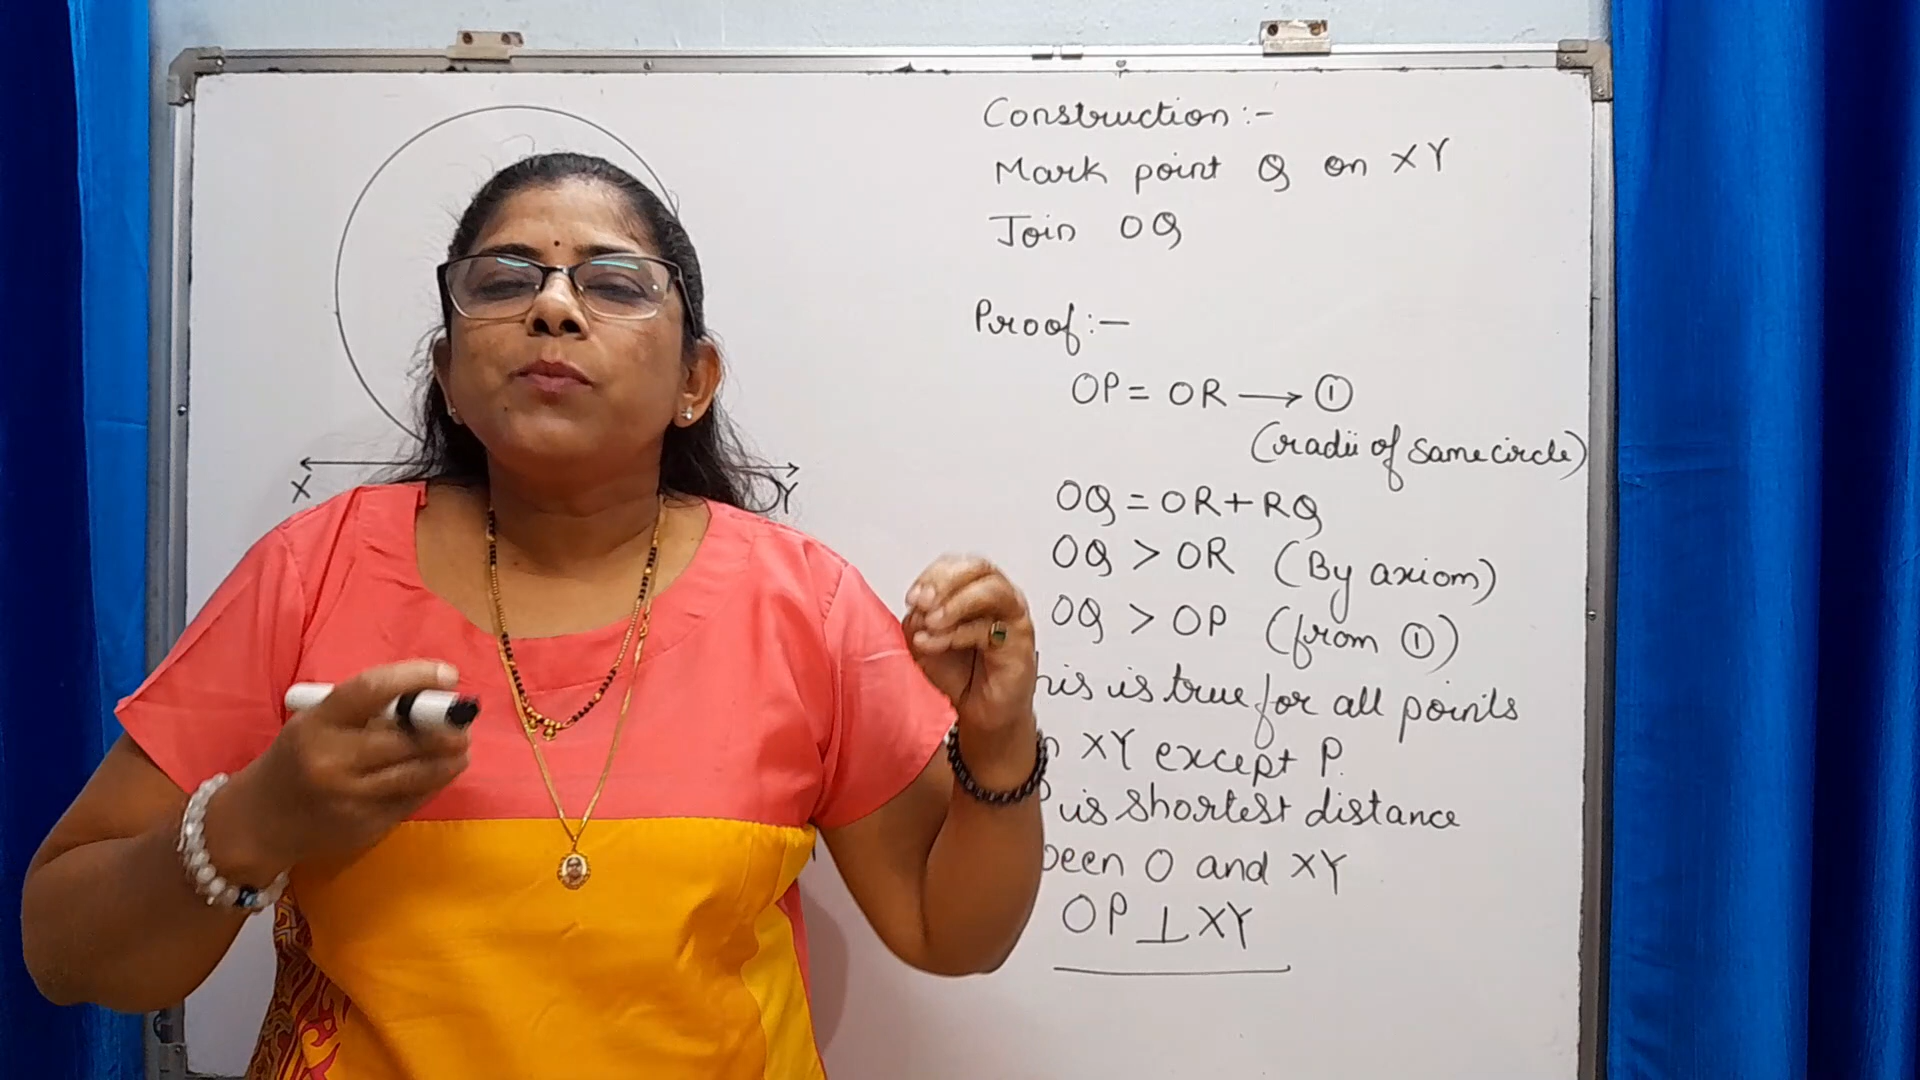 Construction :-
Mark point Q on XY
Join OQ
Proof :-
OP = OR → ①
(radii of same circle)
X
Y
OQ = OR + RQ
OQ > OR (By axiom)
OQ > OP (from ①)
is true for all points
XY except P.
is shortest distance
O and XY
OP ⊥ XY